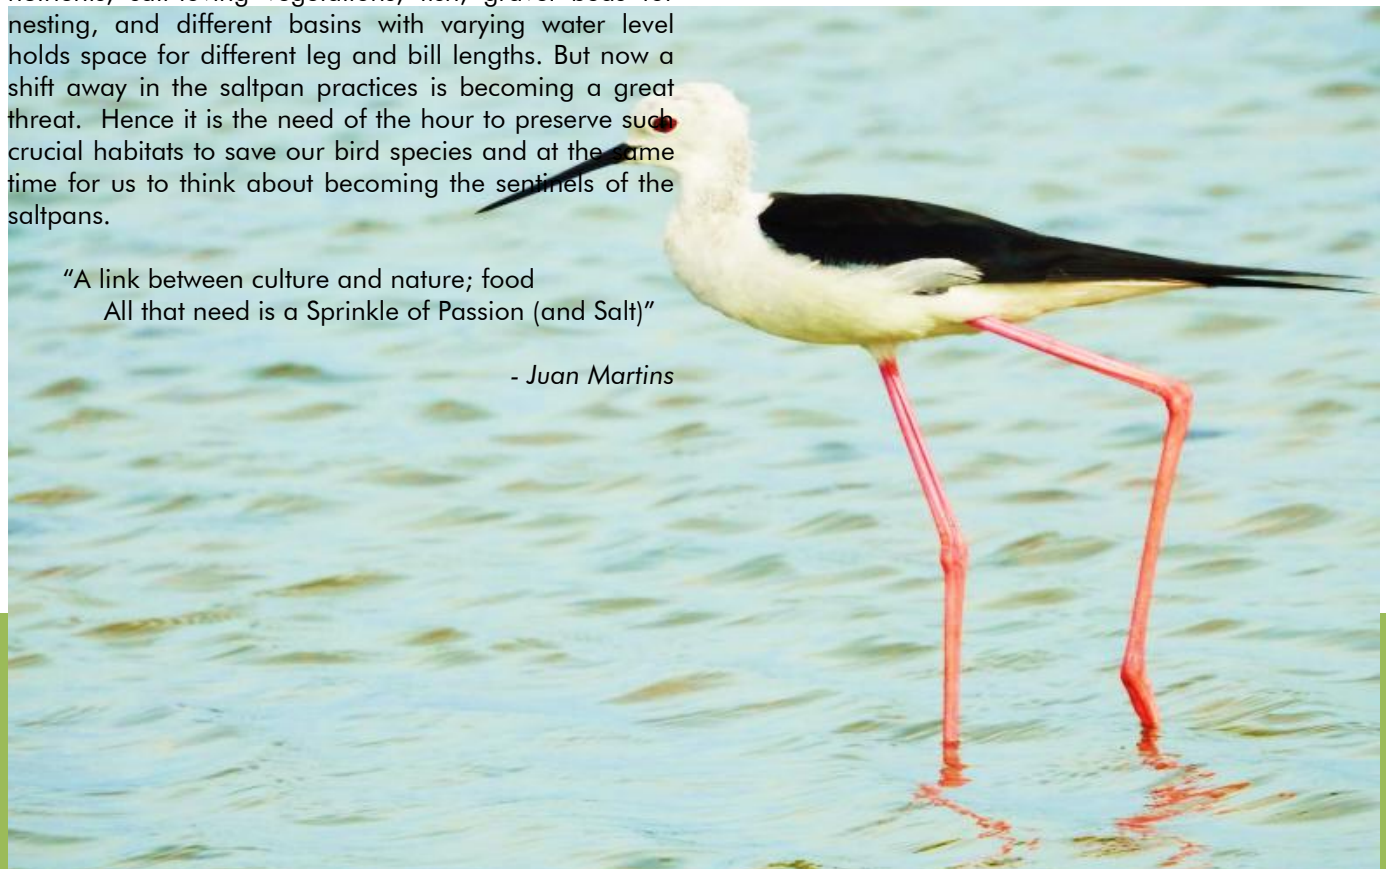 nesting, and different basins with varying water level
holds space for different leg and bill lengths. But now a
shift away in the saltpan practices is becoming a great
threat.  Hence it is the need of the hour to preserve such
crucial habitats to save our bird species and at the same
time for us to think about becoming the sentinels of the
saltpans.
“A link between culture and nature; food
All that need is a Sprinkle of Passion (and Salt)”
- Juan Martins